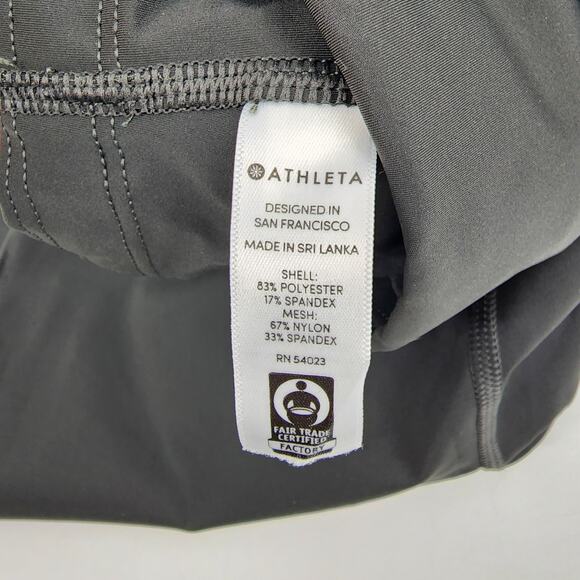 ATHLETA
DESIGNED IN
SAN FRANCISCO
MADE IN SRI LANKA
SHELL:
83% POLYESTER
17% SPANDEX
MESH:
67% NYLON
33% SPANDEX
RN 54023
FAIR TRADE
CERTIFIED
FACTORY